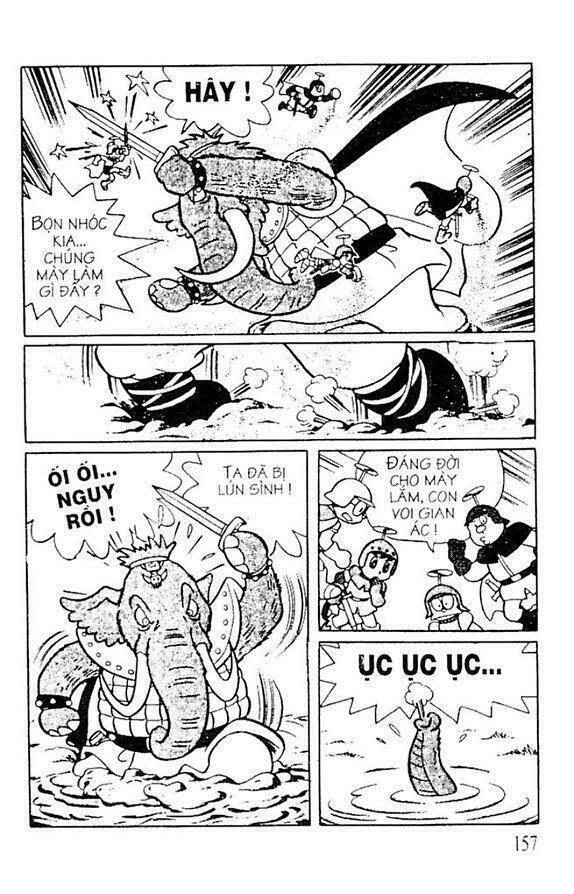 HÂY !
BỌN NHÓC
KIA...
CHÚNG
MÀY LÀM
GÌ ĐẤY ?
ỐI ỐI...
NGUY
RỒI !
TA ĐÃ BỊ
LÚN SÌNH !
ĐÁNG ĐỜI
CHO MÀY
LẮM, CON
VOI GIAN
ÁC !
ỤC ỤC ỤC...
157